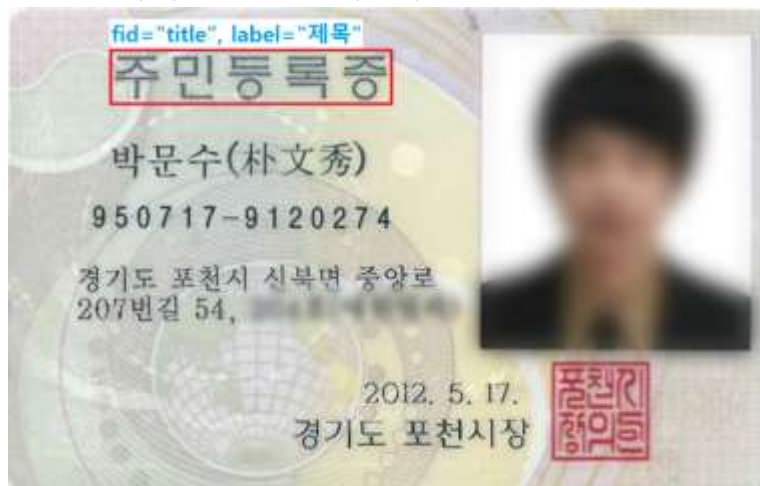 fid="title", label="제목"
주민등록증
박문수(朴文秀)
950717-9120274
경기도 포천시 신북면 중앙로
207번길 54,
2012. 5. 17.
경기도 포천시장